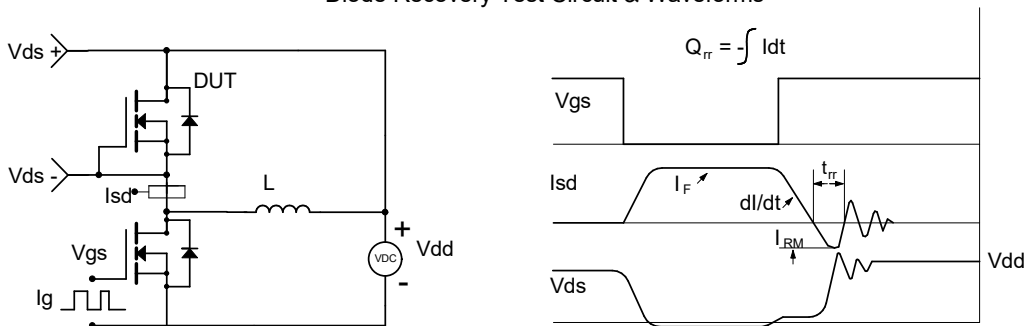 Diode Recovery Test Circuit & Waveforms
Vds +
DUT
Vds -
Isd
L
Vgs
Ig
+
VDC
-
Vdd
Qrr = -∫ Idt
Vgs
Isd
IF
dI/dt
trr
IRM
Vds
Vdd